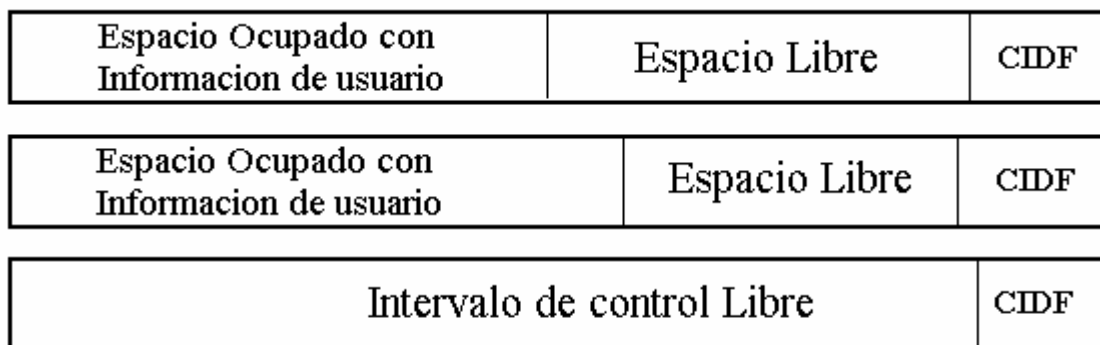 Espacio Ocupado con
Informacion de usuario
Espacio Libre
CIDF
Espacio Ocupado con
Informacion de usuario
Espacio Libre
CIDF
Intervalo de control Libre
CIDF